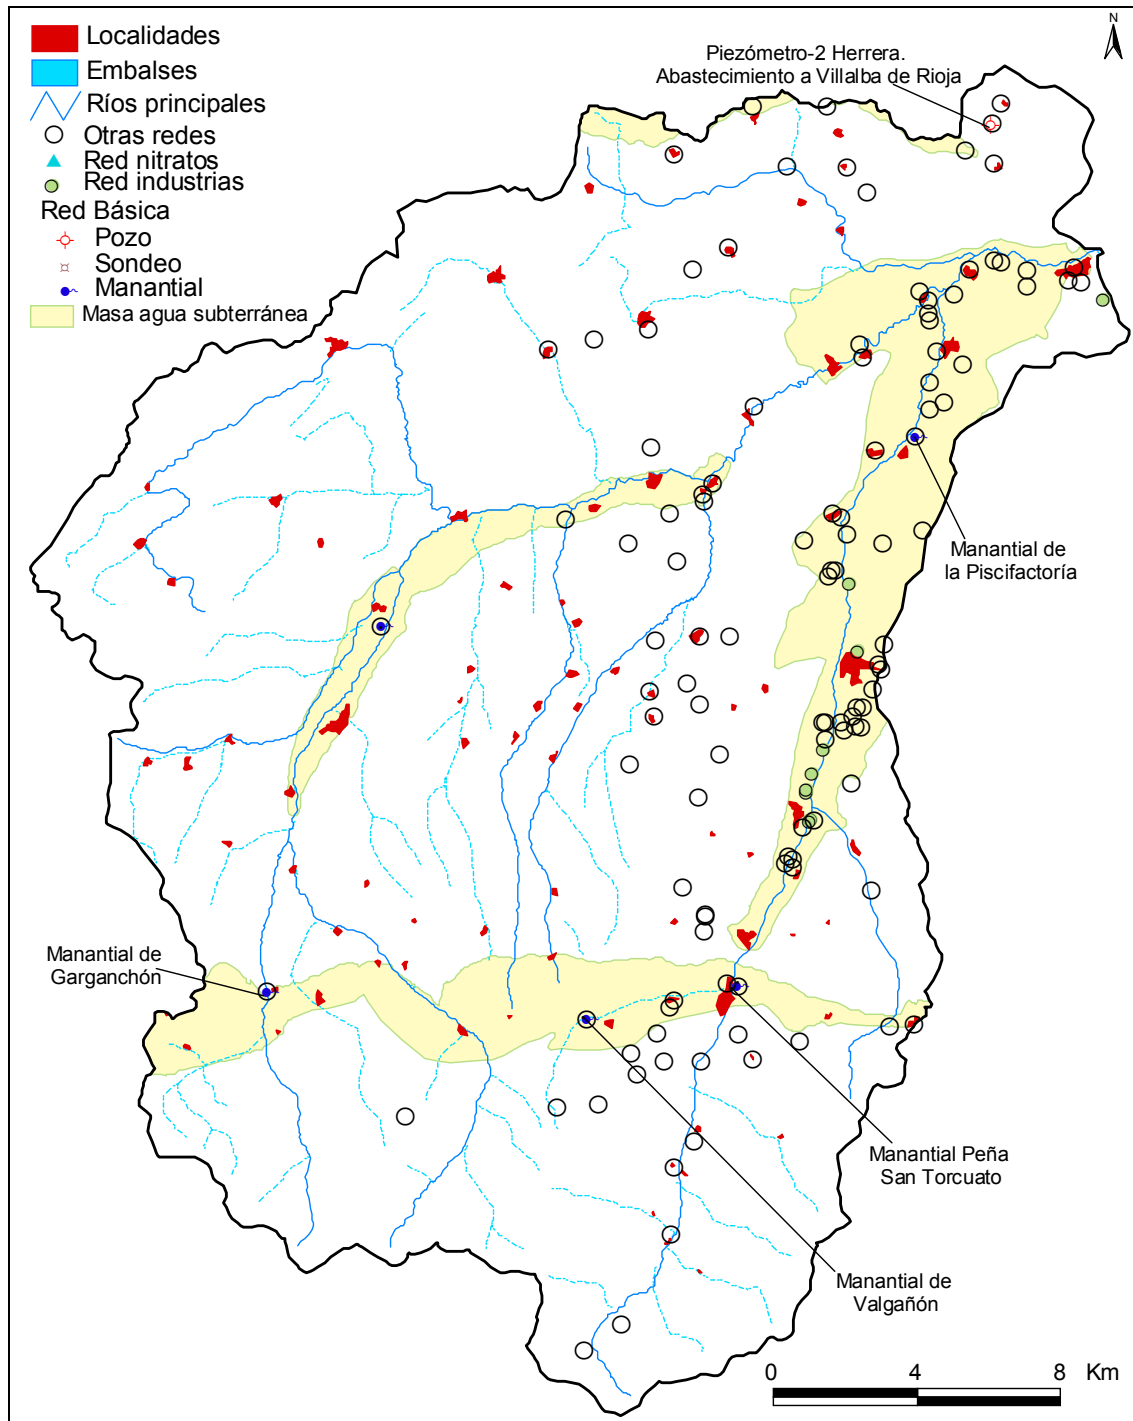 Localidades
Embalses
Ríos principales
Otras redes
Red nitratos
Red industrias
Red Básica
Pozo
Sondeo
Manantial
Masa agua subterránea
N
Piezómetro-2 Herrera.
Abastecimiento a Villalba de Rioja
Manantial de
la Piscifactoría
Manantial de
Garganchón
Manantial Peña
San Torcuato
Manantial de
Valgañón
0 4 8 Km